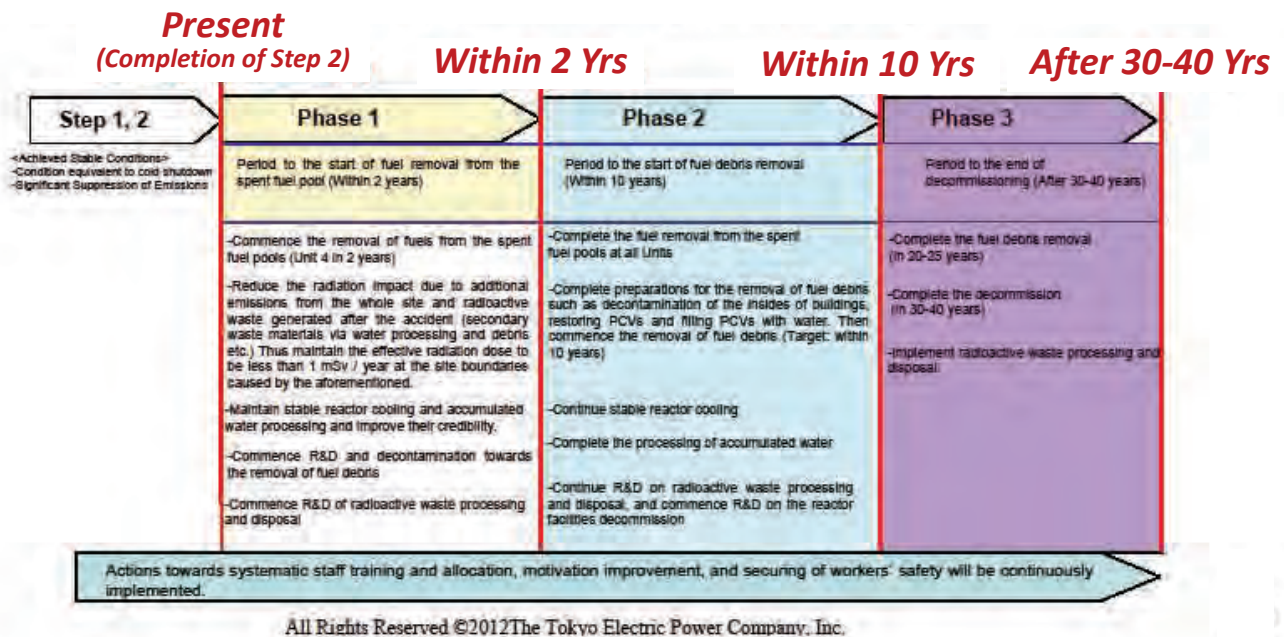 Present
(Completion of Step 2)
Within 2 Yrs
Within 10 Yrs
After 30-40 Yrs
Step 1, 2
Phase 1
Phase 2
Phase 3
<Achieved Stable Conditions>
-Condition equivalent to cold shutdown
-Significant Suppression of Emissions
Period to the start of fuel removal from the
spent fuel pool (Within 2 years)
Period to the start of fuel debris removal
(Within 10 years)
Period to the end of
decommissioning (After 30-40 years)
-Commence the removal of fuels from the spent
fuel pools (Unit 4 in 2 years)
-Reduce the radiation impact due to additional
emissions from the whole site and radioactive
waste generated after the accident (secondary
waste materials via water processing and debris
etc.) Thus maintain the effective radiation dose to
be less than 1 mSv / year at the site boundaries
caused by the aforementioned.
-Maintain stable reactor cooling and accumulated
water processing and improve their credibility.
-Commence R&D and decontamination towards
the removal of fuel debris
-Commence R&D of radioactive waste processing
and disposal
-Complete the fuel removal from the spent
fuel pools at all Units
-Complete preparations for the removal of fuel debris
such as decontamination of the insides of buildings,
restoring PCVs and filling PCVs with water. Then
commence the removal of fuel debris (Target: within
10 years)
-Continue stable reactor cooling
-Complete the processing of accumulated water
-Continue R&D on radioactive waste processing
and disposal, and commence R&D on the reactor
facilities decommission
-Complete the fuel debris removal
(in 20-25 years)
-Complete the decommission
(in 30-40 years)
-Implement radioactive waste processing and
disposal
Actions towards systematic staff training and allocation, motivation improvement, and securing of workers' safety will be continuously
implemented.
All Rights Reserved ©2012The Tokyo Electric Power Company, Inc.